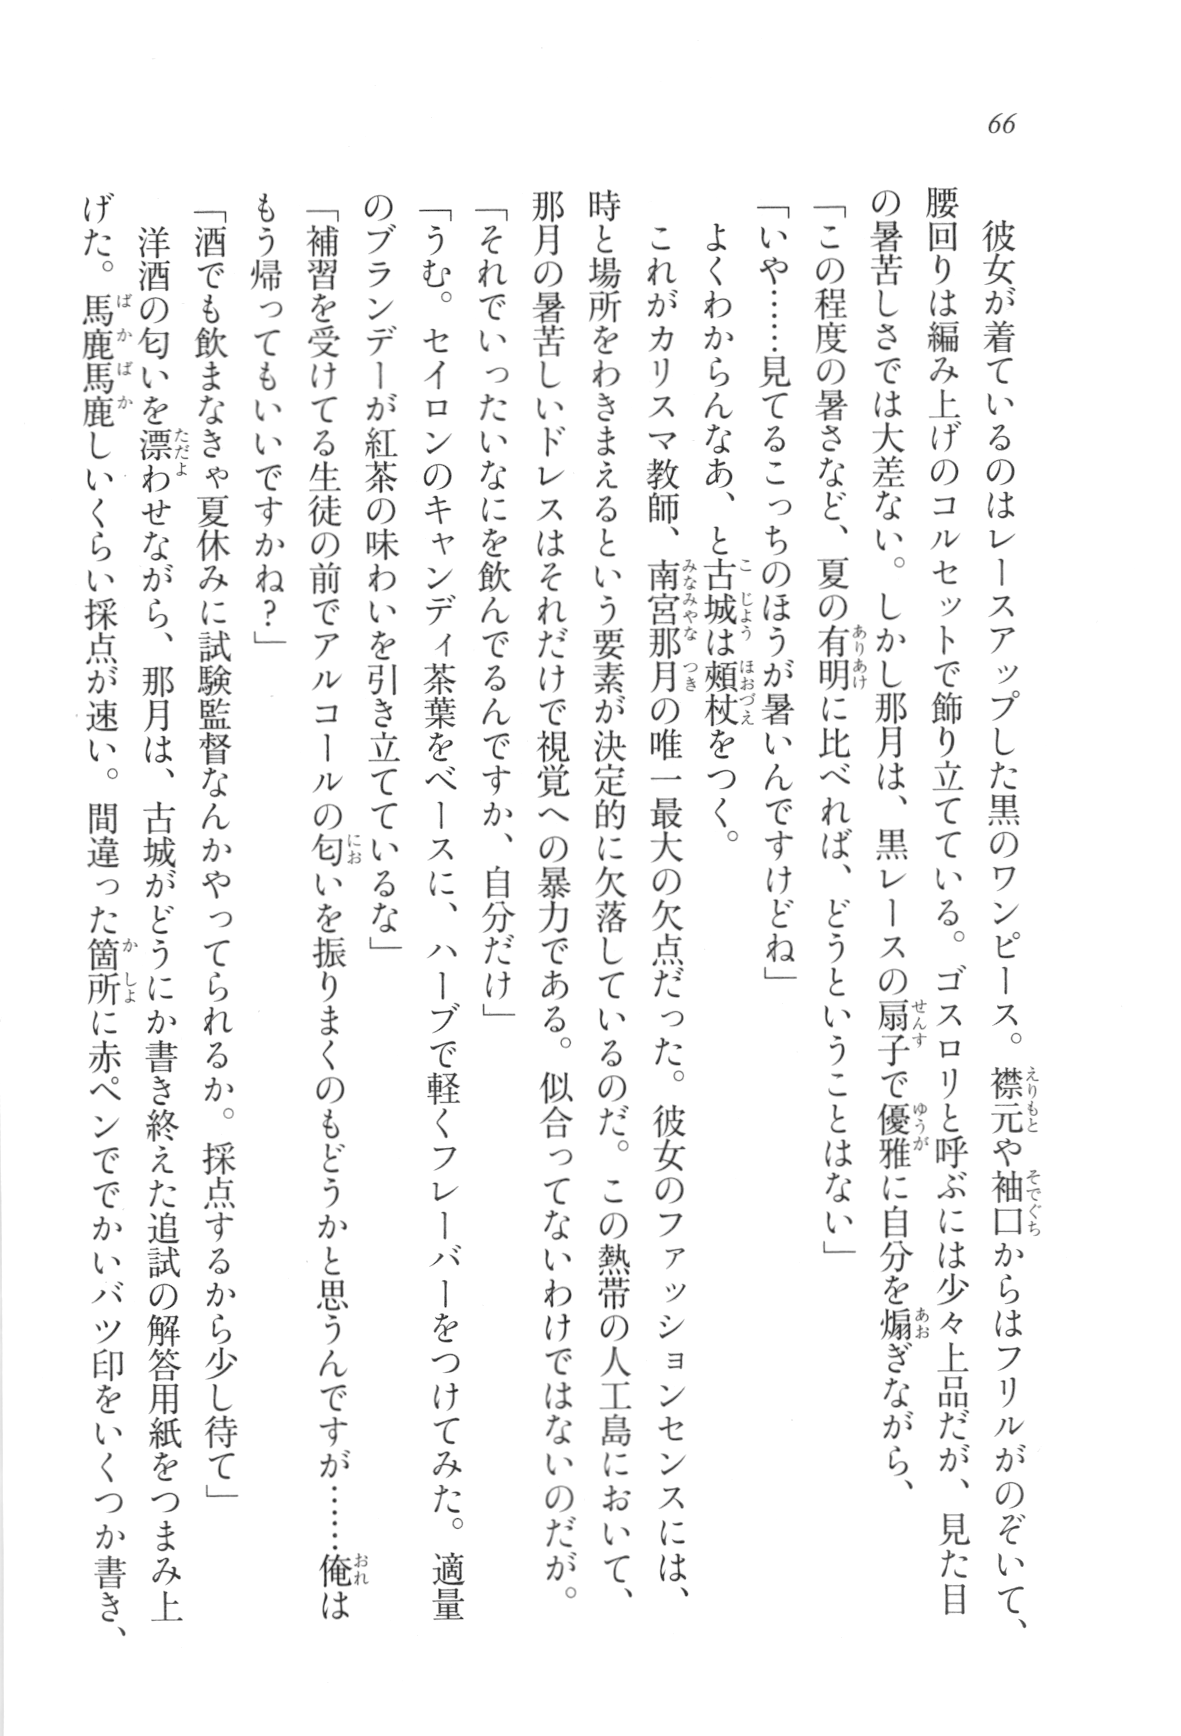 66
　彼女が着ているのはレースアップした黒のワンピース。襟元や袖口からはフリルがのぞいて、
腰回りは編み上げのコルセットで飾り立てている。ゴスロリと呼ぶには少々上品だが、見た目
の暑苦しさでは大差ない。しかし那月は、黒レースの扇子で優雅に自分を煽ぎながら、
「この程度の暑さなど、夏の有明に比べれば、どうということはない」
「いや……見てるこっちのほうが暑いんですけどね」
　よくわからんなあ、と古城は頰杖をつく。
　これがカリスマ教師、南宮那月の唯一最大の欠点だった。彼女のファッションセンスには、
時と場所をわきまえるという要素が決定的に欠落しているのだ。この熱帯の人工島において、
那月の暑苦しいドレスはそれだけで視覚への暴力である。似合ってないわけではないのだが。
「それでいったいなにを飲んでるんですか、自分だけ」
「うむ。セイロンのキャンディ茶葉をベースに、ハーブで軽くフレーバーをつけてみた。適量
のブランデーが紅茶の味わいを引き立てているな」
「補習を受けてる生徒の前でアルコールの匂いを振りまくのもどうかと思うんですが……俺は
もう帰ってもいいですかね？」
「酒でも飲まなきゃ夏休みに試験監督なんかやってられるか。採点するから少し待て」
　洋酒の匂いを漂わせながら、那月は、古城がどうにか書き終えた追試の解答用紙をつまみ上
げた。馬鹿馬鹿しいくらい採点が速い。間違った箇所に赤ペンででかいバツ印をいくつか書き、